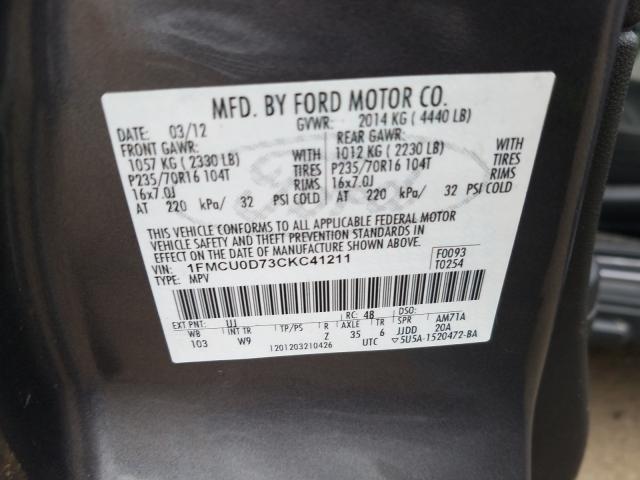 MFD. BY FORD MOTOR CO.
DATE: 03/12 GVWR: 2014 KG ( 4440 LB)
FRONT GAWR: REAR GAWR:
1057 KG ( 2330 LB) WITH 1012 KG ( 2230 LB) WITH
P235/70R16 104T TIRES P235/70R16 104T TIRES
16x7.0J RIMS 16x7.0J RIMS
AT 220 kPa/ 32 PSI COLD AT 220 kPa/ 32 PSI COLD
THIS VEHICLE CONFORMS TO ALL APPLICABLE FEDERAL MOTOR
VEHICLE SAFETY AND THEFT PREVENTION STANDARDS IN
EFFECT ON THE DATE OF MANUFACTURE SHOWN ABOVE.
VIN: 1FMCU0D73CKC41211 F0093
TYPE: MPV T0254
EXT PNT: UJ RC: 48 DSO:
WB INT TR TP/PS R AXLE TR SPR AM71A
103 W9 Z 35 6 JJDD 20A
1201203210426 UTC ▽5U5A-1520472-BA
Ford